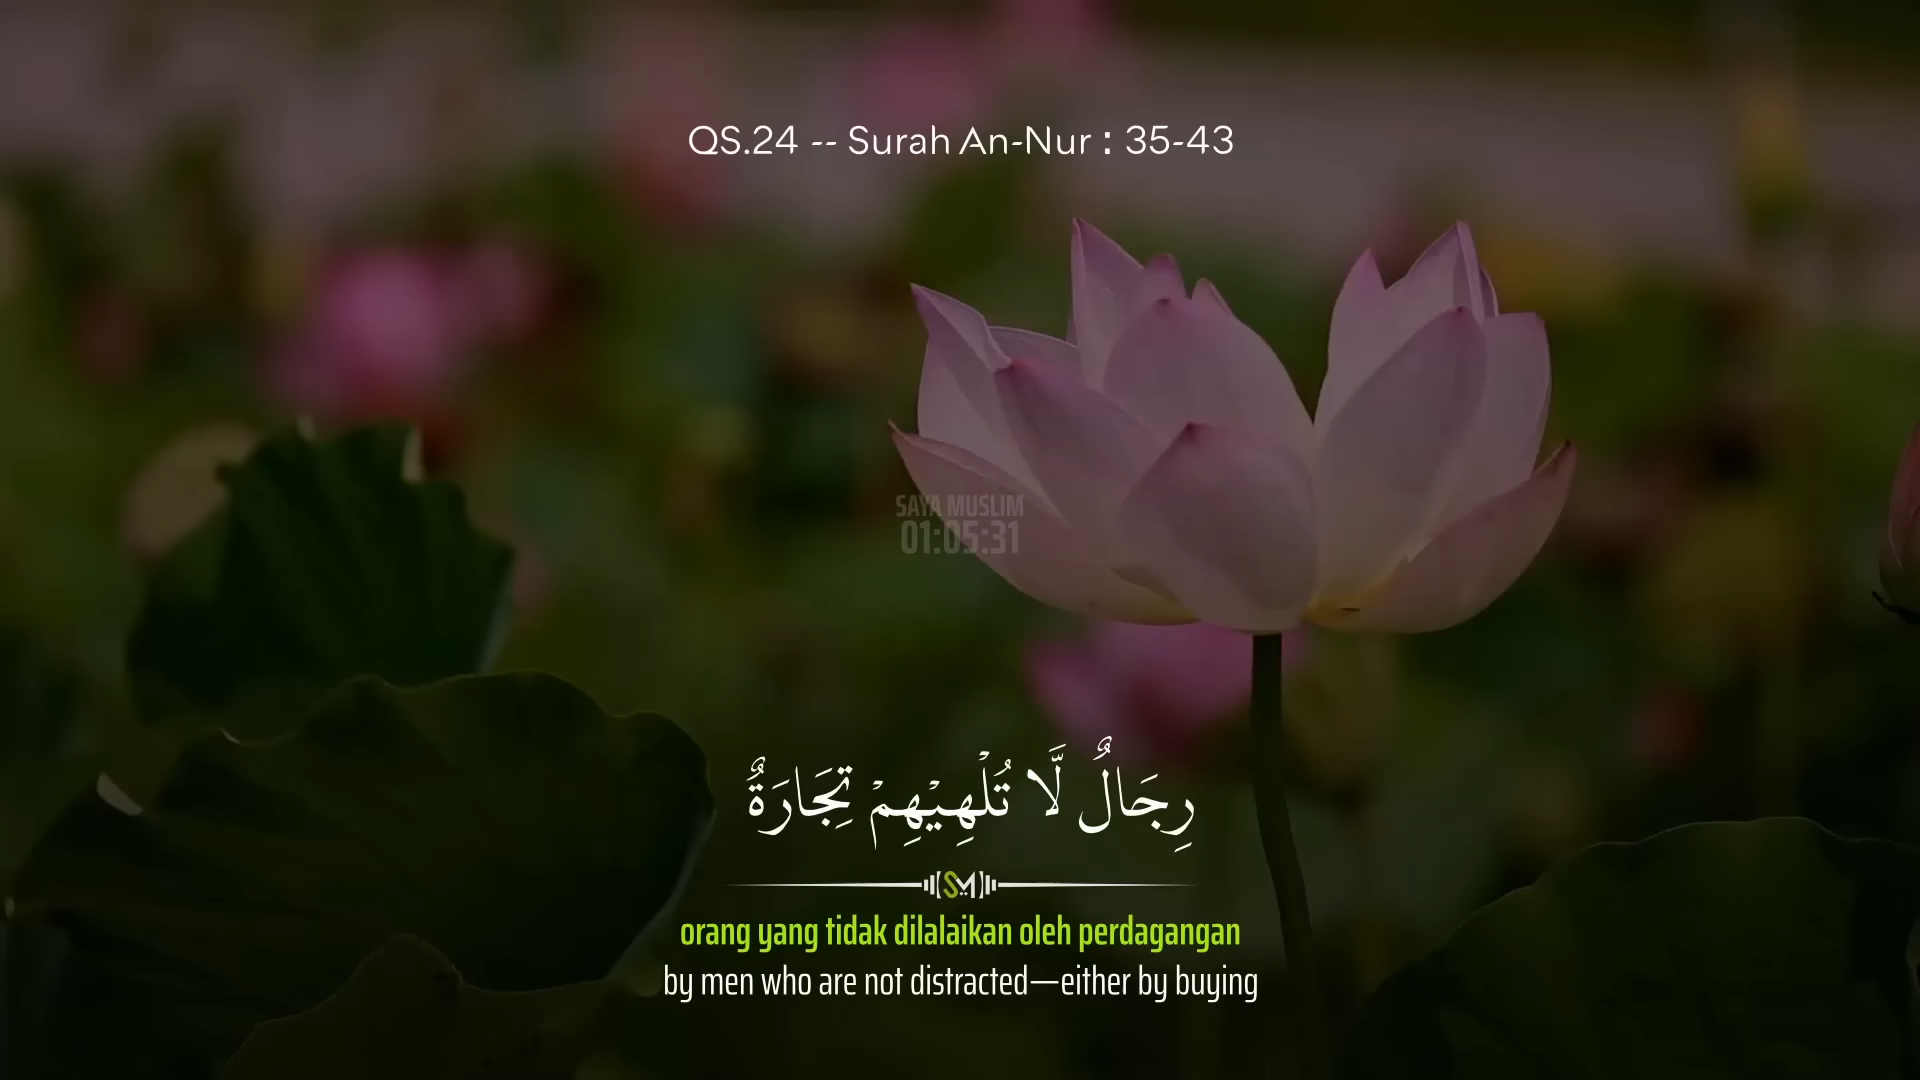 QS.24 -- Surah An-Nur : 35-43
SAYA MUSLIM
01:05:31
رِجَالٌ لَّا تُلْهِيْهِمْ تِجَارَةٌ
SM
orang yang tidak dilalaikan oleh perdagangan
by men who are not distracted—either by buying